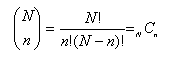 (N n) = N! / n!(N − n)! = ₙCₙ